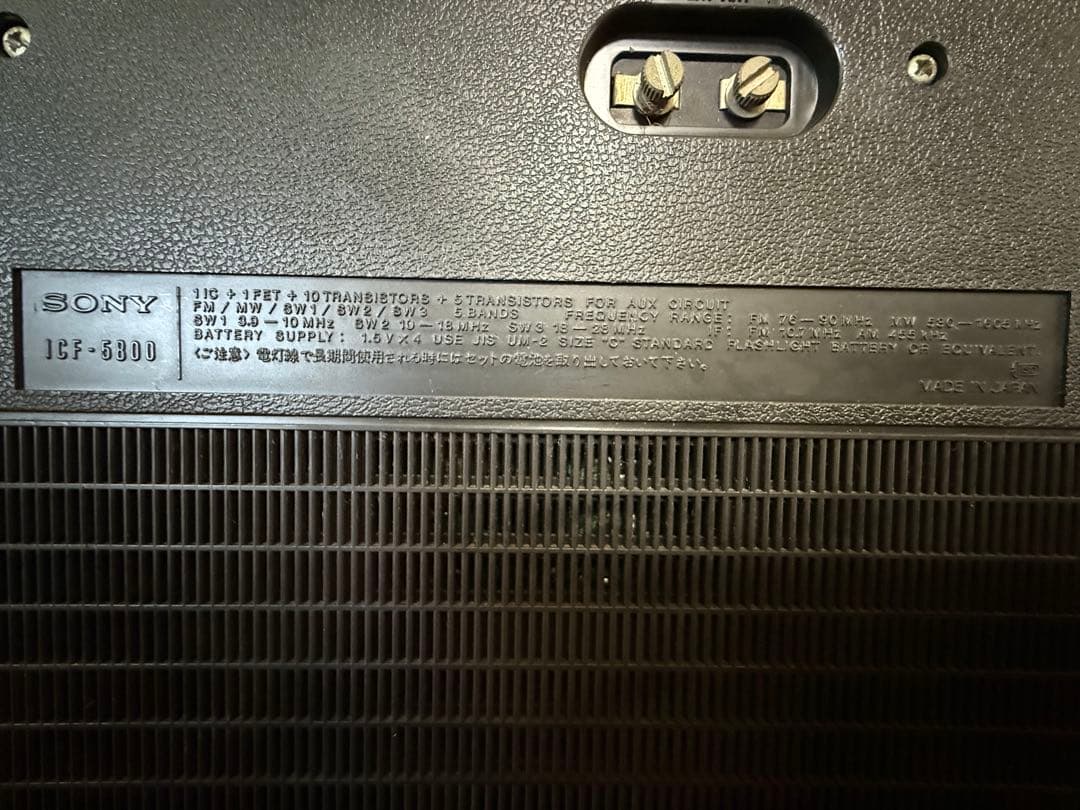 SONY
ICF-5800
1 IC + 1 FET + 10 TRANSISTORS + 5 TRANSISTORS FOR AUX CIRCUIT
FM / MW / SW1 / SW2 / SW3 5 BANDS FREQUENCY RANGE: FM 76—90 MHz MW 530—1605 kHz
SW1 3.9—10 MHz SW2 10—18 MHz SW3 18—28 MHz IF: FM 10.7 MHz AM 455 kHz
BATTERY SUPPLY: 1.5 V × 4 USE JIS UM-2 SIZE "C" STANDARD FLASHLIGHT BATTERY OR EQUIVALENT.
〈ご注意〉電灯線で長期間使用される時にはセットの電池を取り出しておいて下さい。
MADE IN JAPAN